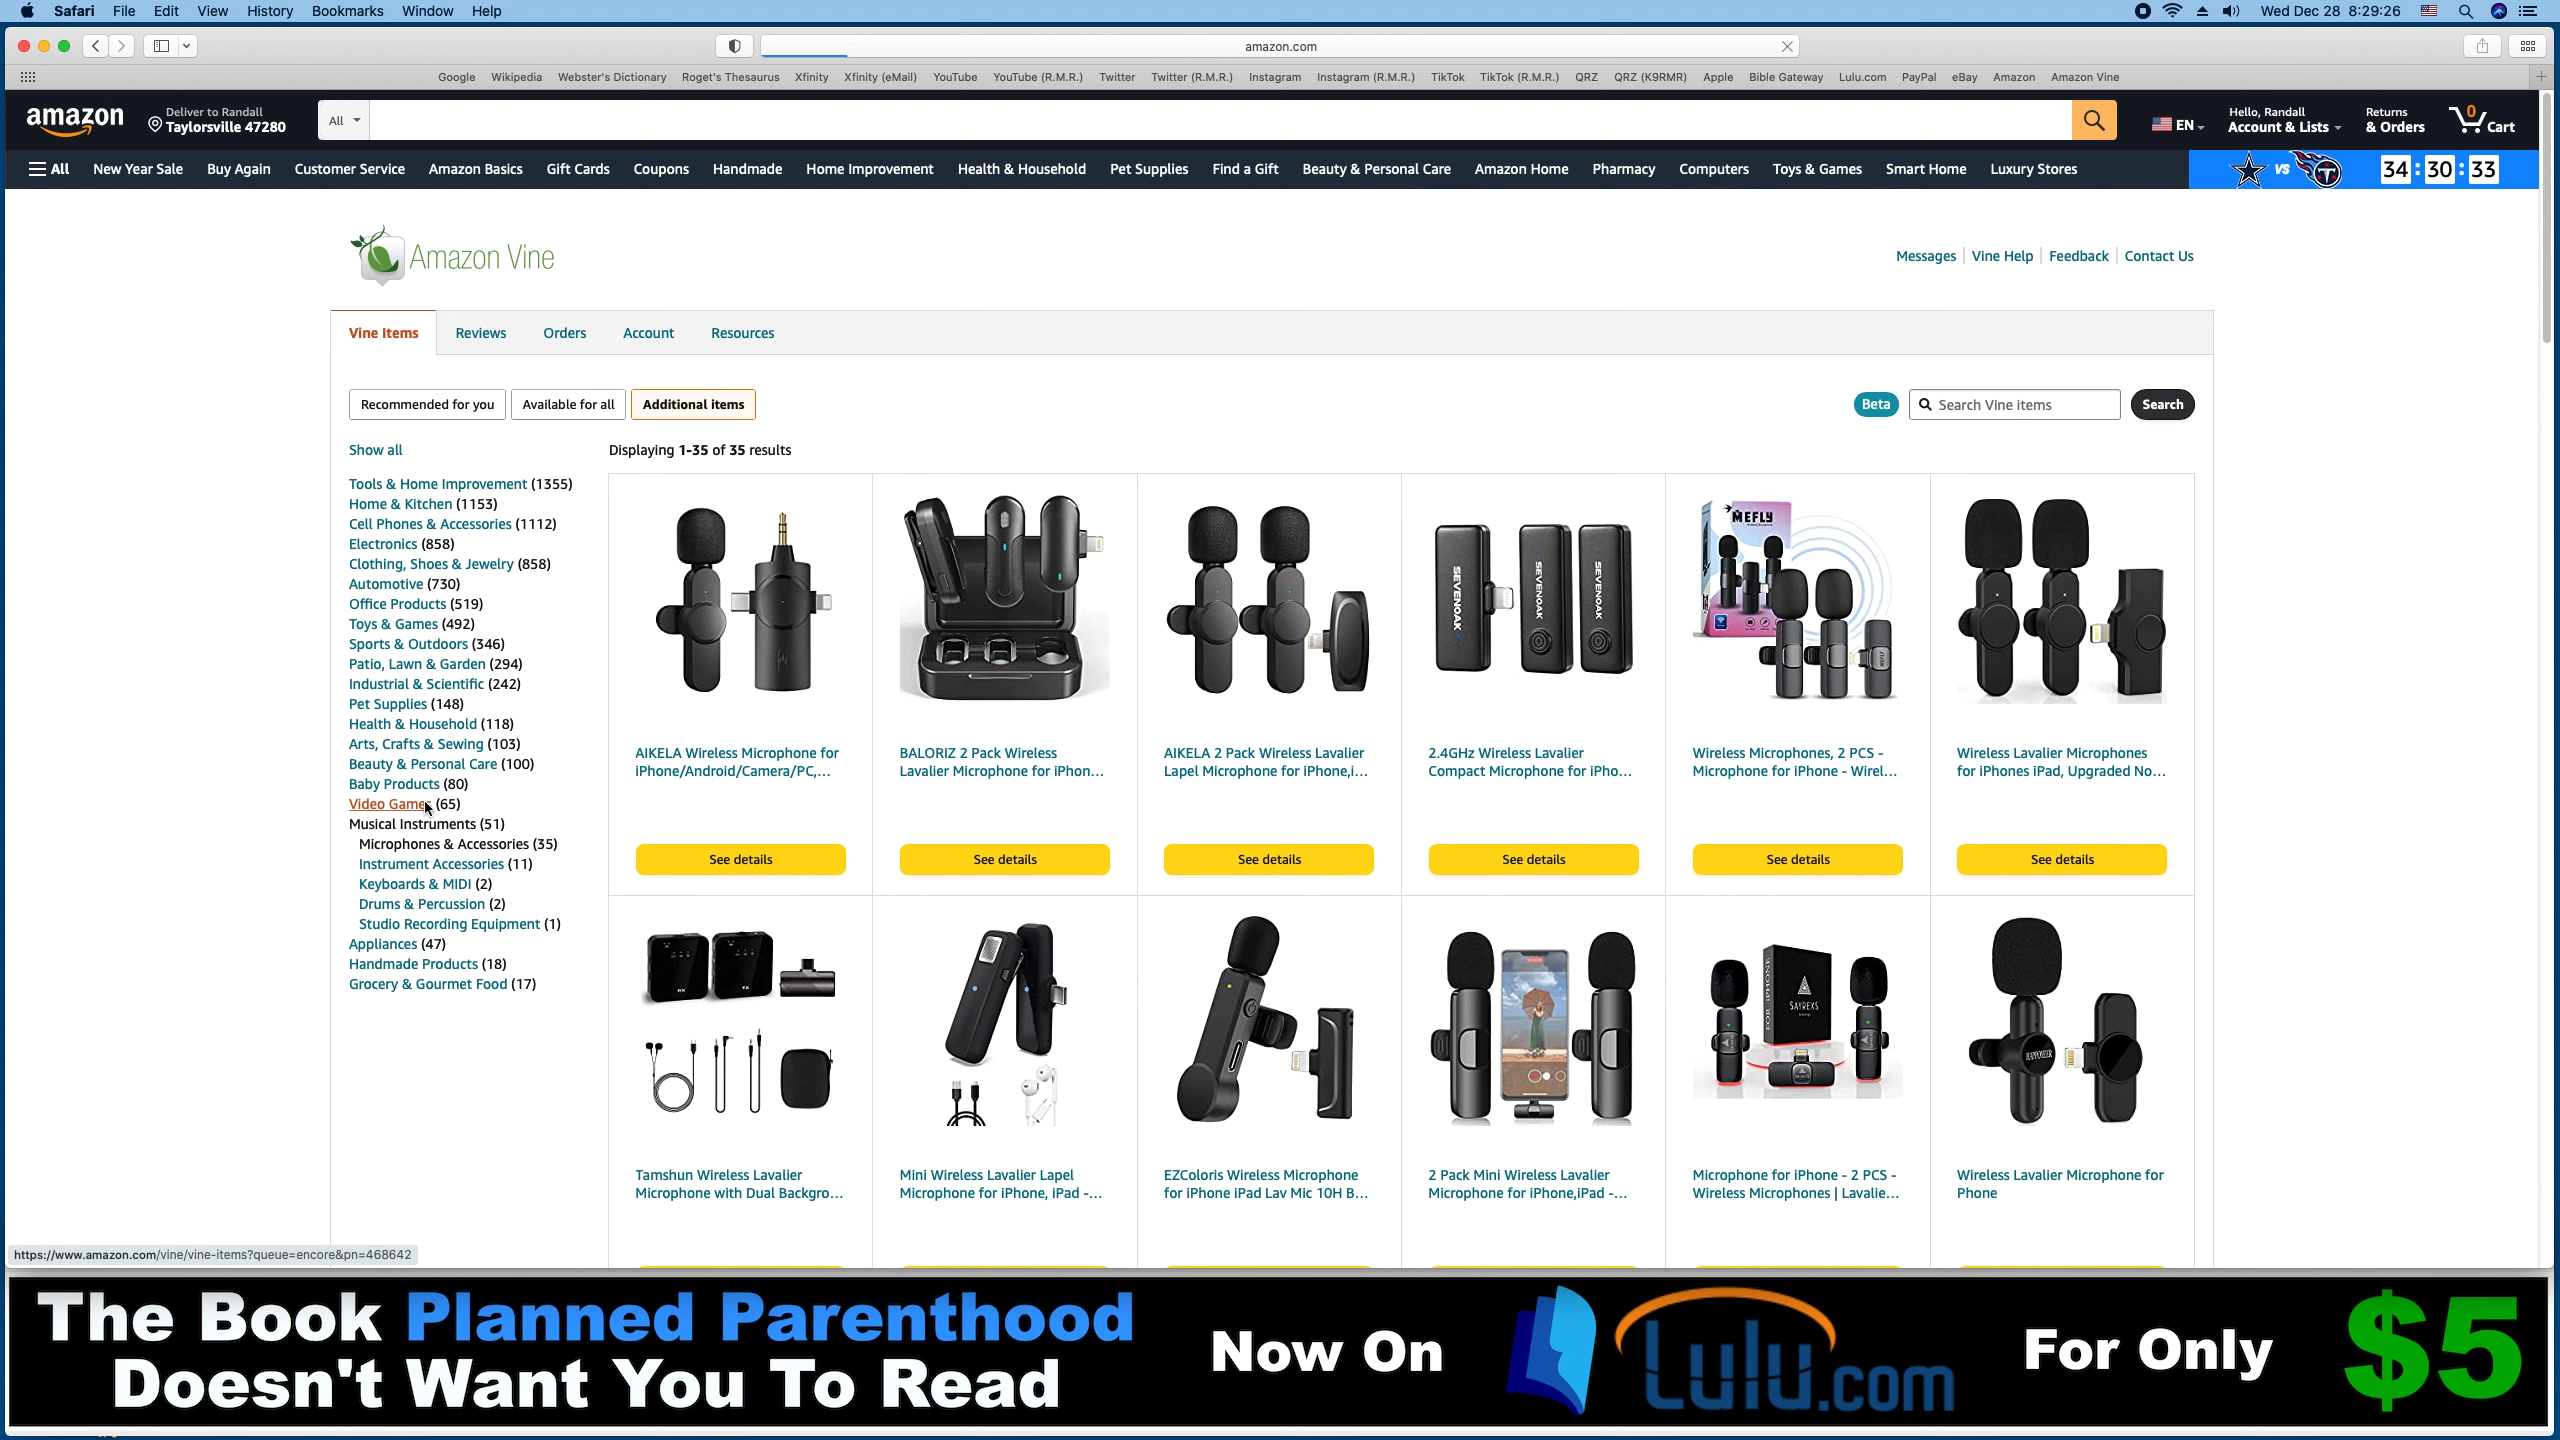 Safari File Edit View History Bookmarks Window Help
Wed Dec 28 8:29:26
amazon.com
Google Wikipedia Webster's Dictionary Roget's Thesaurus Xfinity Xfinity (eMail) YouTube YouTube (R.M.R.) Twitter Twitter (R.M.R.) Instagram Instagram (R.M.R.) TikTok TikTok (R.M.R.) QRZ QRZ (K9RMR) Apple Bible Gateway Lulu.com PayPal eBay Amazon Amazon Vine
amazon
Deliver to Randall
Taylorsville 47280
All
EN
Hello, Randall
Account & Lists
Returns
& Orders
0
Cart
All New Year Sale Buy Again Customer Service Amazon Basics Gift Cards Coupons Handmade Home Improvement Health & Household Pet Supplies Find a Gift Beauty & Personal Care Amazon Home Pharmacy Computers Toys & Games Smart Home Luxury Stores
VS
34 : 30 : 33
Amazon Vine
Messages Vine Help Feedback Contact Us
Vine Items Reviews Orders Account Resources
Recommended for you Available for all Additional items
Beta Search Vine items Search
Show all
Displaying 1-35 of 35 results
Tools & Home Improvement (1355)
Home & Kitchen (1153)
Cell Phones & Accessories (1112)
Electronics (858)
Clothing, Shoes & Jewelry (858)
Automotive (730)
Office Products (519)
Toys & Games (492)
Sports & Outdoors (346)
Patio, Lawn & Garden (294)
Industrial & Scientific (242)
Pet Supplies (148)
Health & Household (118)
Arts, Crafts & Sewing (103)
Beauty & Personal Care (100)
Baby Products (80)
Video Games (65)
Musical Instruments (51)
Microphones & Accessories (35)
Instrument Accessories (11)
Keyboards & MIDI (2)
Drums & Percussion (2)
Studio Recording Equipment (1)
Appliances (47)
Handmade Products (18)
Grocery & Gourmet Food (17)
SEVENOAK
SEVENOAK
SEVENOAK
MEFLY
AIKELA Wireless Microphone for
iPhone/Android/Camera/PC,...
See details
BALORIZ 2 Pack Wireless
Lavalier Microphone for iPhon...
See details
AIKELA 2 Pack Wireless Lavalier
Lapel Microphone for iPhone,i...
See details
2.4GHz Wireless Lavalier
Compact Microphone for iPho...
See details
Wireless Microphones, 2 PCS -
Microphone for iPhone - Wirel...
See details
Wireless Lavalier Microphones
for iPhones iPad, Upgraded No...
See details
FOR IPHONE
SAYREKS
Tamshun Wireless Lavalier
Microphone with Dual Backgro...
Mini Wireless Lavalier Lapel
Microphone for iPhone, iPad -...
EZColoris Wireless Microphone
for iPhone iPad Lav Mic 10H B...
2 Pack Mini Wireless Lavalier
Microphone for iPhone,iPad -...
Microphone for iPhone - 2 PCS -
Wireless Microphones | Lavalie...
Wireless Lavalier Microphone for
Phone
https://www.amazon.com/vine/vine-items?queue=encore&pn=468642
The Book Planned Parenthood
Doesn't Want You To Read
Now On
Lulu.com
For Only
$5